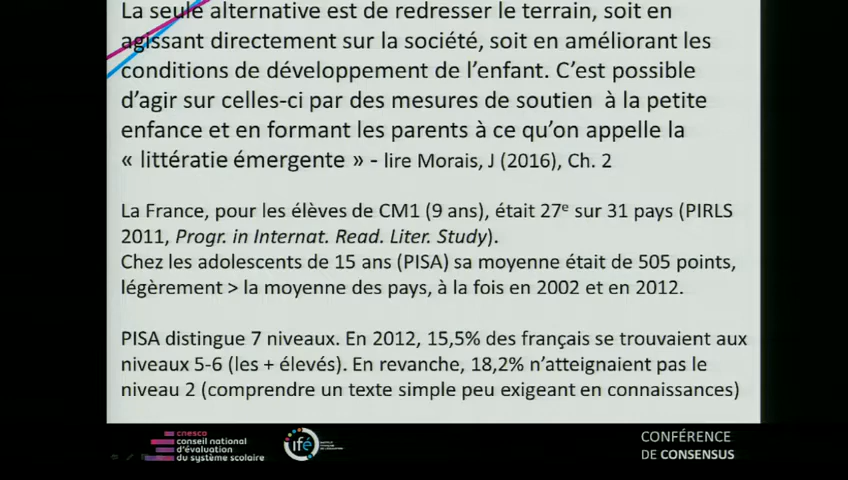 La seule alternative est de redresser le terrain, soit en
agissant directement sur la société, soit en améliorant les
conditions de développement de l'enfant. C'est possible
d'agir sur celles-ci par des mesures de soutien à la petite
enfance et en formant les parents à ce qu'on appelle la
« littératie émergente » - lire Morais, J (2016), Ch. 2
La France, pour les élèves de CM1 (9 ans), était 27e sur 31 pays (PIRLS
2011, Progr. in Internat. Read. Liter. Study).
Chez les adolescents de 15 ans (PISA) sa moyenne était de 505 points,
légèrement > la moyenne des pays, à la fois en 2002 et en 2012.
PISA distingue 7 niveaux. En 2012, 15,5% des français se trouvaient aux
niveaux 5-6 (les + élevés). En revanche, 18,2% n'atteignaient pas le
niveau 2 (comprendre un texte simple peu exigeant en connaissances)
cnesco
conseil national
d'évaluation
du système scolaire
ifé
CONFÉRENCE
DE CONSENSUS